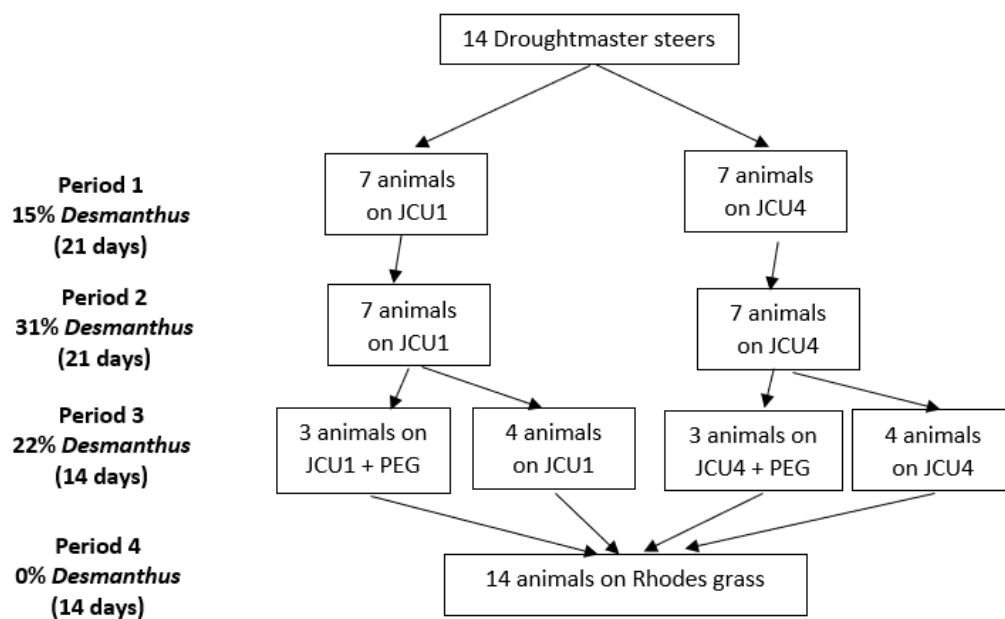 14 Droughtmaster steers
Period 1
15% Desmanthus
(21 days)
7 animals
on JCU1
7 animals
on JCU4
Period 2
31% Desmanthus
(21 days)
7 animals
on JCU1
7 animals
on JCU4
Period 3
22% Desmanthus
(14 days)
3 animals on
JCU1 + PEG
4 animals
on JCU1
3 animals on
JCU4 + PEG
4 animals
on JCU4
Period 4
0% Desmanthus
(14 days)
14 animals on Rhodes grass